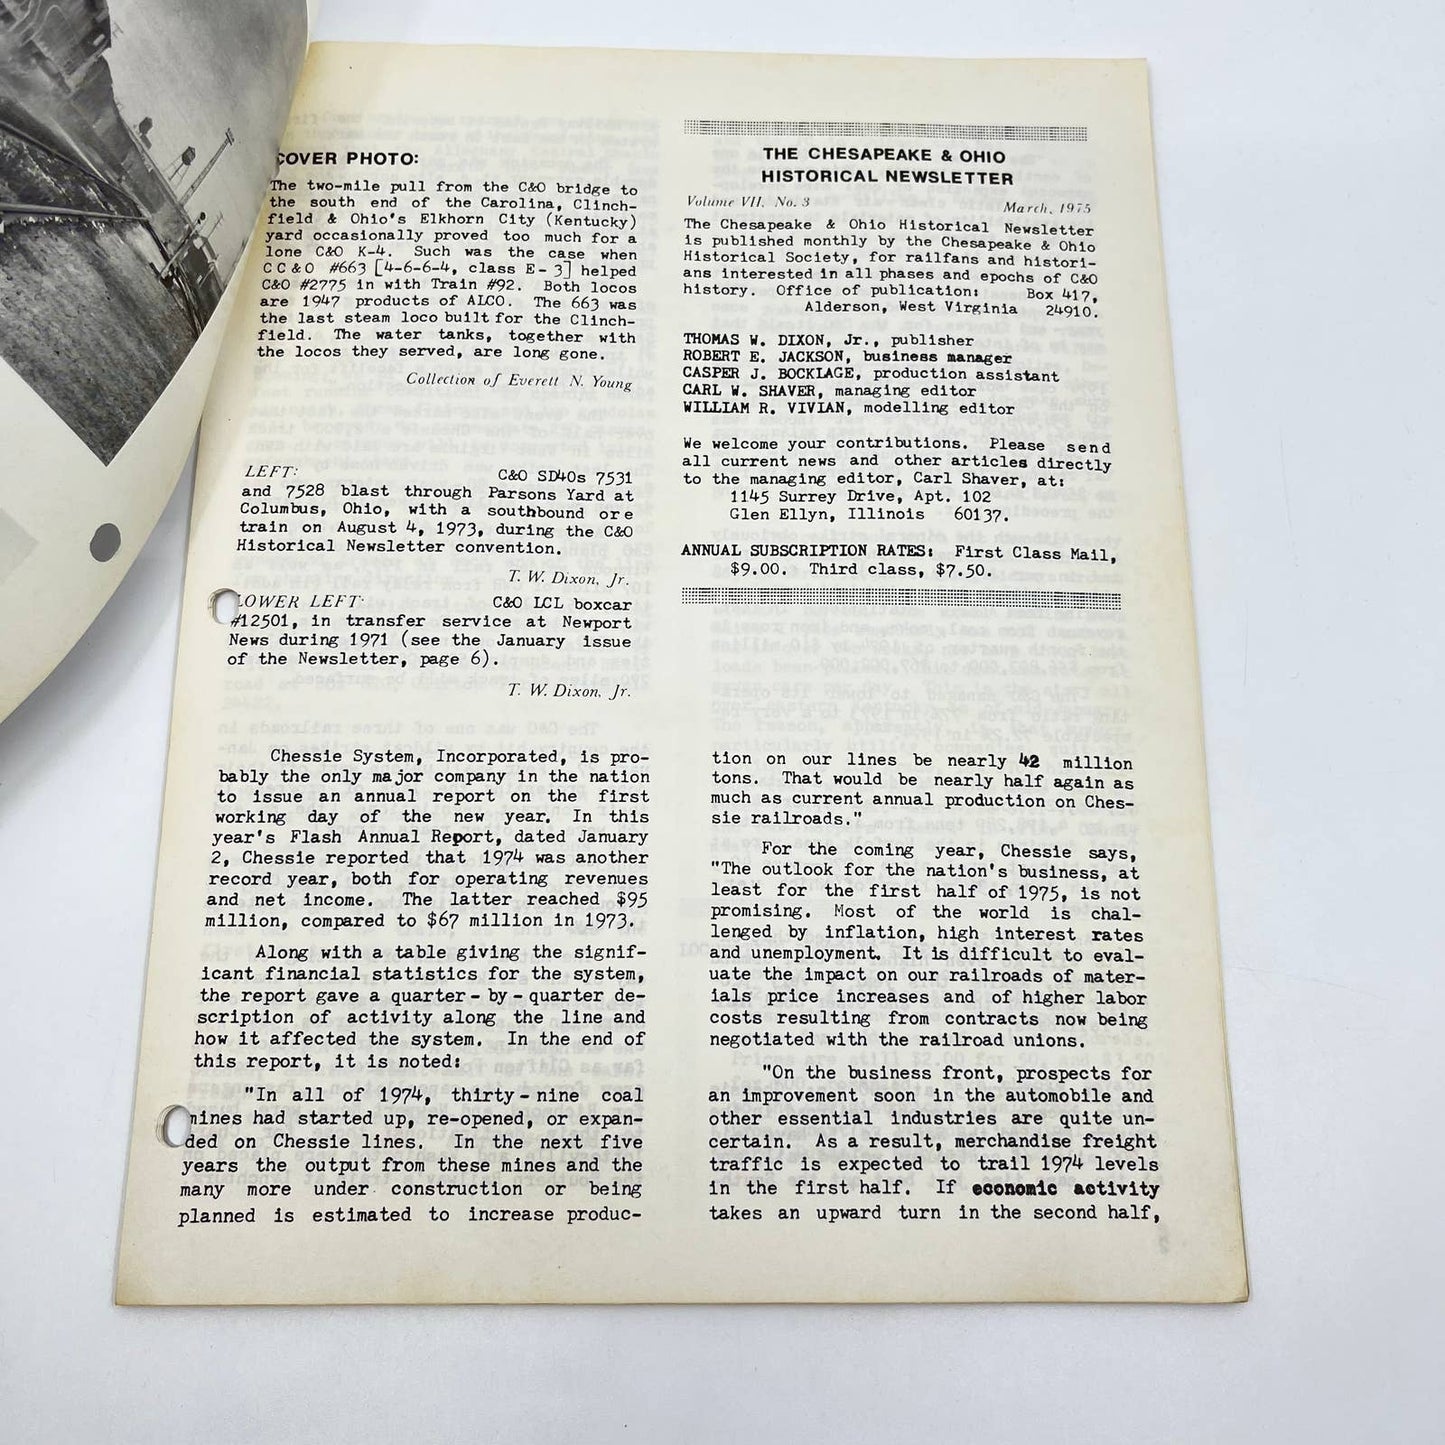 COVER PHOTO:
The two-mile pull from the C&O bridge to
the south end of the Carolina, Clinch-
field & Ohio's Elkhorn City (Kentucky)
yard occasionally proved too much for a
lone C&O K-4. Such was the case when
CC&O #663 [4-6-6-4, class E-3] helped
C&O #2775 in with Train #92. Both locos
are 1947 products of ALCO. The 663 was
the last steam loco built for the Clinch-
field. The water tanks, together with
the locos they served, are long gone.
Collection of Everett N. Young
LEFT: C&O SD40s 7531
and 7528 blast through Parsons Yard at
Columbus, Ohio, with a southbound ore
train on August 4, 1973, during the C&O
Historical Newsletter convention.
T. W. Dixon, Jr.
LOWER LEFT: C&O LCL boxcar
#12501, in transfer service at Newport
News during 1971 (see the January issue
of the Newsletter, page 6).
T. W. Dixon, Jr.
THE CHESAPEAKE & OHIO
HISTORICAL NEWSLETTER
Volume VII, No. 3 March, 1975
The Chesapeake & Ohio Historical Newsletter
is published monthly by the Chesapeake & Ohio
Historical Society, for railfans and histori-
ans interested in all phases and epochs of C&O
history. Office of publication: Box 417,
Alderson, West Virginia 24910.
THOMAS W. DIXON, Jr., publisher
ROBERT E. JACKSON, business manager
CASPER J. BOCKLAGE, production assistant
CARL W. SHAVER, managing editor
WILLIAM R. VIVIAN, modelling editor
We welcome your contributions. Please send
all current news and other articles directly
to the managing editor, Carl Shaver, at:
1145 Surrey Drive, Apt. 102
Glen Ellyn, Illinois 60137.
ANNUAL SUBSCRIPTION RATES: First Class Mail,
$9.00. Third class, $7.50.
Chessie System, Incorporated, is pro-
bably the only major company in the nation
to issue an annual report on the first
working day of the new year. In this
year's Flash Annual Report, dated January
2, Chessie reported that 1974 was another
record year, both for operating revenues
and net income. The latter reached $95
million, compared to $67 million in 1973.
Along with a table giving the signif-
icant financial statistics for the system,
the report gave a quarter-by-quarter de-
scription of activity along the line and
how it affected the system. In the end of
this report, it is noted:
"In all of 1974, thirty-nine coal
mines had started up, re-opened, or expan-
ded on Chessie lines. In the next five
years the output from these mines and the
many more under construction or being
planned is estimated to increase produc-
tion on our lines be nearly 42 million
tons. That would be nearly half again as
much as current annual production on Ches-
sie railroads."
For the coming year, Chessie says,
"The outlook for the nation's business, at
least for the first half of 1975, is not
promising. Most of the world is chal-
lenged by inflation, high interest rates
and unemployment. It is difficult to eval-
uate the impact on our railroads of mater-
ials price increases and of higher labor
costs resulting from contracts now being
negotiated with the railroad unions.
"On the business front, prospects for
an improvement soon in the automobile and
other essential industries are quite un-
certain. As a result, merchandise freight
traffic is expected to trail 1974 levels
in the first half. If economic activity
takes an upward turn in the second half,